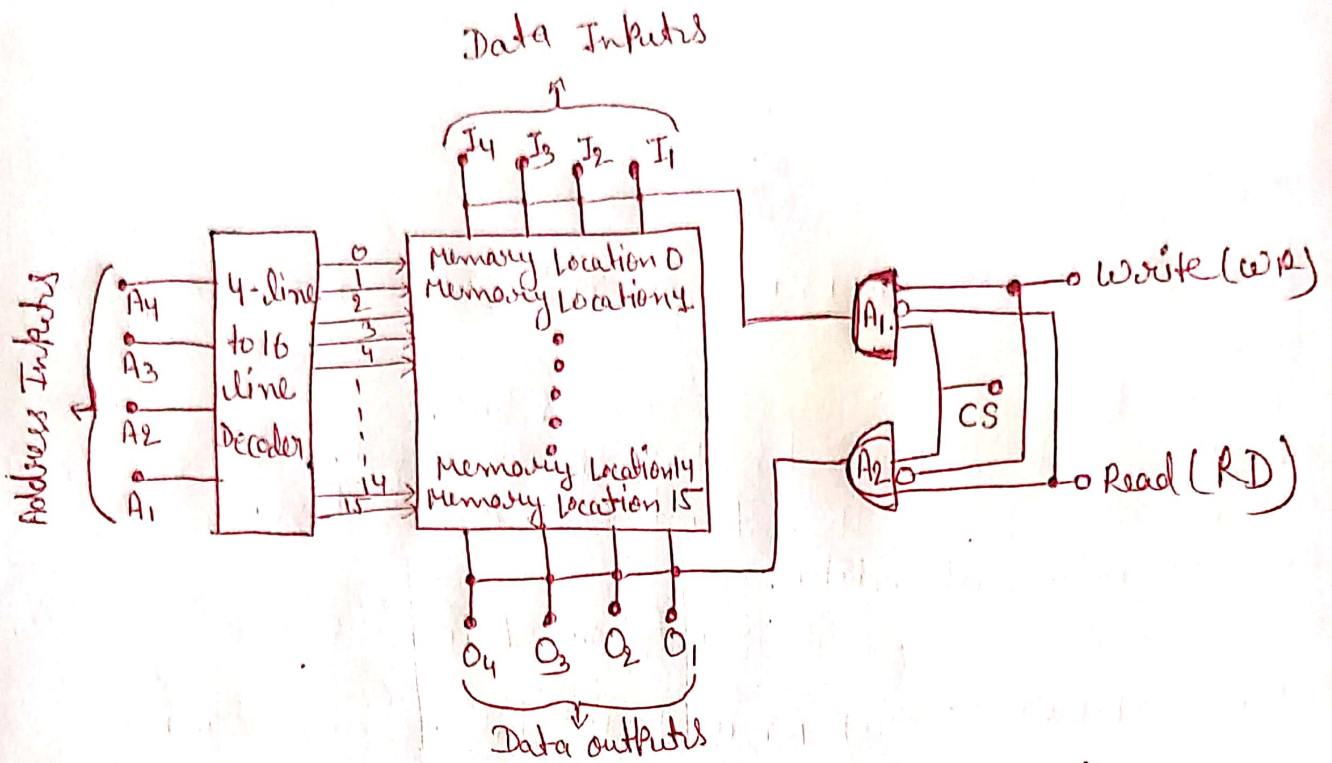 Data Inputs
I4 I3 I2 I1
Address Inputs
A4
A3
A2
A1
4-line
to 16
line
Decoder
0
1
2
3
4
14
15
Memory Location 0
Memory Location 1
Memory Location 14
Memory Location 15
A1.
A2
CS
Write (WR)
Read (RD)
O4 O3 O2 O1
Data outputs